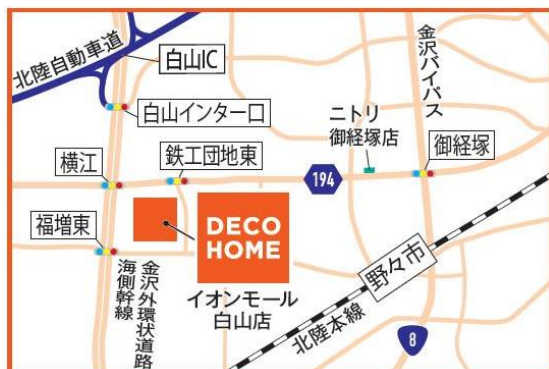 北陸自動車道
白山IC
金沢バイパス
白山インター口
ニトリ
御経塚店
御経塚
横江
鉄工団地東
194
福増東
DECO
HOME
イオンモール
白山店
金沢外環状道路
海側幹線
野々市
北陸本線
8